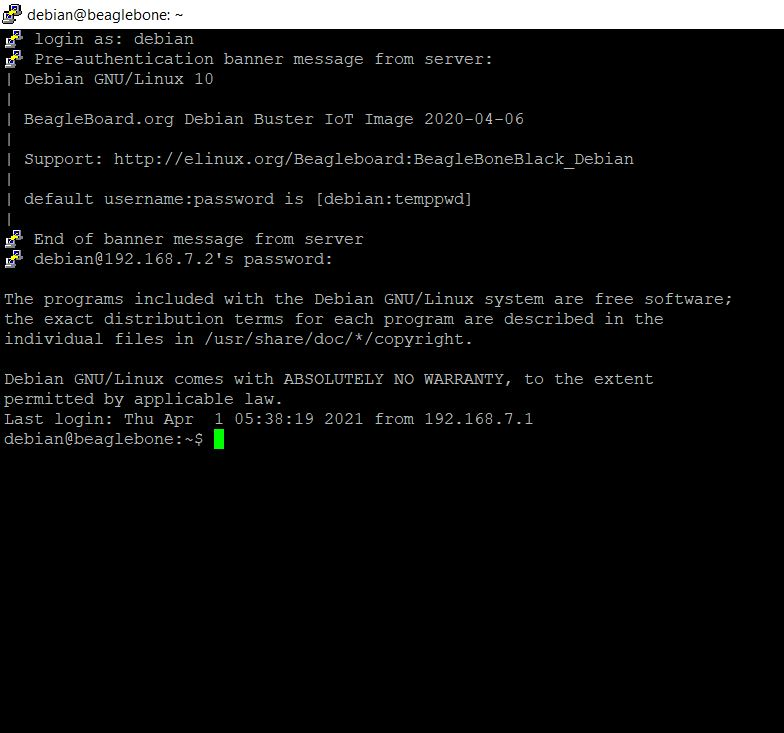 debian@beaglebone: ~
login as: debian
Pre-authentication banner message from server:
| Debian GNU/Linux 10
|
| BeagleBoard.org Debian Buster IoT Image 2020-04-06
|
| Support: http://elinux.org/Beagleboard:BeagleBoneBlack_Debian
|
| default username:password is [debian:temppwd]
|
End of banner message from server
debian@192.168.7.2's password:
The programs included with the Debian GNU/Linux system are free software;
the exact distribution terms for each program are described in the
individual files in /usr/share/doc/*/copyright.
Debian GNU/Linux comes with ABSOLUTELY NO WARRANTY, to the extent
permitted by applicable law.
Last login: Thu Apr  1 05:38:19 2021 from 192.168.7.1
debian@beaglebone:~$